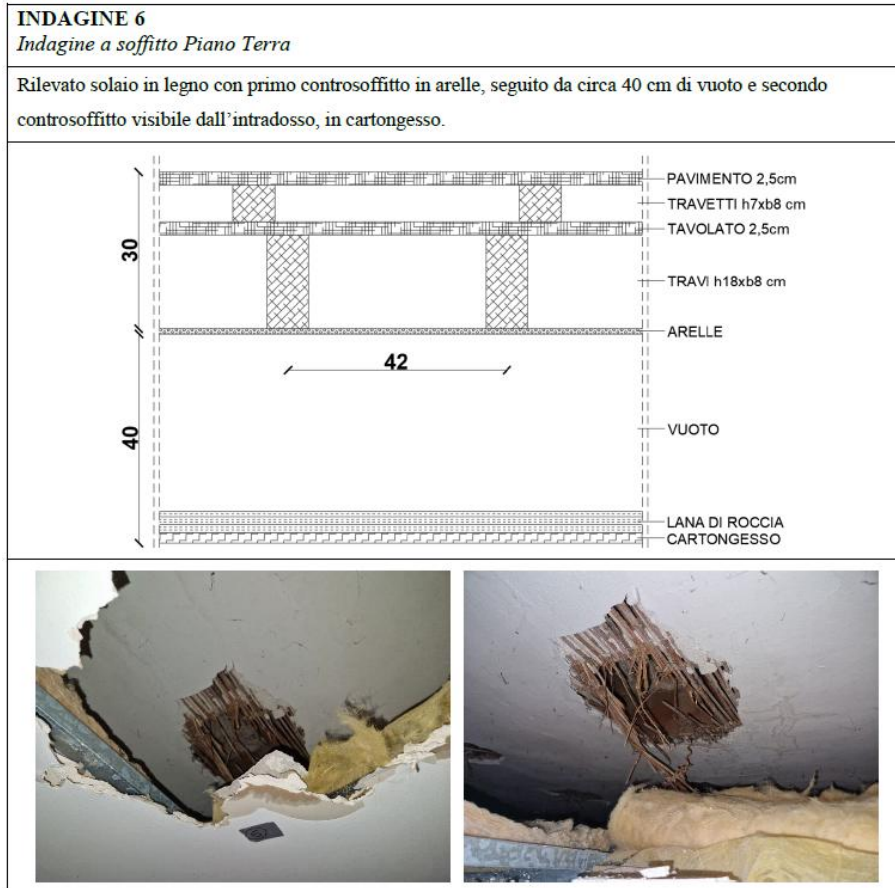 INDAGINE 6
Indagine a soffitto Piano Terra
Rilevato solaio in legno con primo controsoffitto in arelle, seguito da circa 40 cm di vuoto e secondo
controsoffitto visibile dall’intradosso, in cartongesso.
PAVIMENTO 2,5cm
TRAVETTI h7xb8 cm
TAVOLATO 2,5cm
30
TRAVI h18xb8 cm
ARELLE
42
40
VUOTO
LANA DI ROCCIA
CARTONGESSO